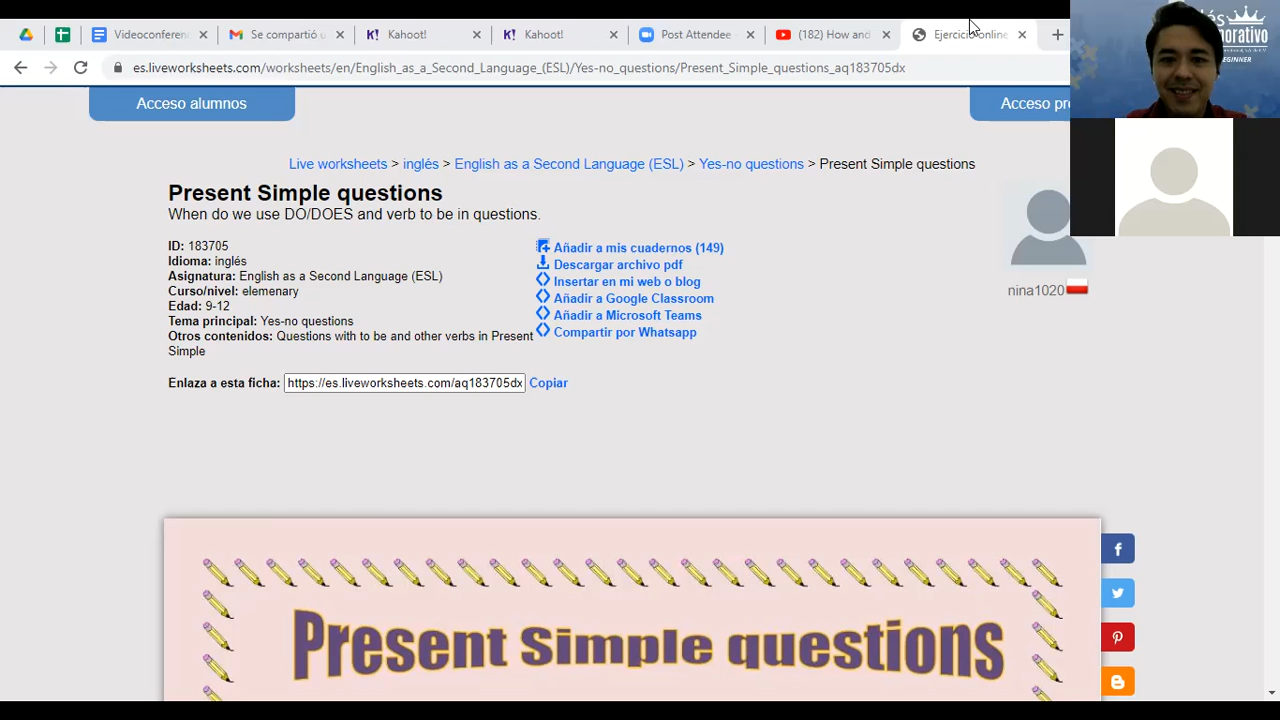 Videoconferen
Se compartió u
Kahoot!
Kahoot!
Post Attendee
(182) How and
Ejercicio online
es.liveworksheets.com/worksheets/en/English_as_a_Second_Language_(ESL)/Yes-no_questions/Present_Simple_questions_aq183705dx
BEGINNER
Acceso alumnos
Acceso pr
Live worksheets > inglés > English as a Second Language (ESL) > Yes-no questions > Present Simple questions
Present Simple questions
When do we use DO/DOES and verb to be in questions.
ID: 183705
Idioma: inglés
Asignatura: English as a Second Language (ESL)
Curso/nivel: elemenary
Edad: 9-12
Tema principal: Yes-no questions
Otros contenidos: Questions with to be and other verbs in Present
Simple
Añadir a mis cuadernos (149)
Descargar archivo pdf
Insertar en mi web o blog
Añadir a Google Classroom
Añadir a Microsoft Teams
Compartir por Whatsapp
nina1020
Enlaza a esta ficha: https://es.liveworksheets.com/aq183705dx Copiar
Present Simple questions